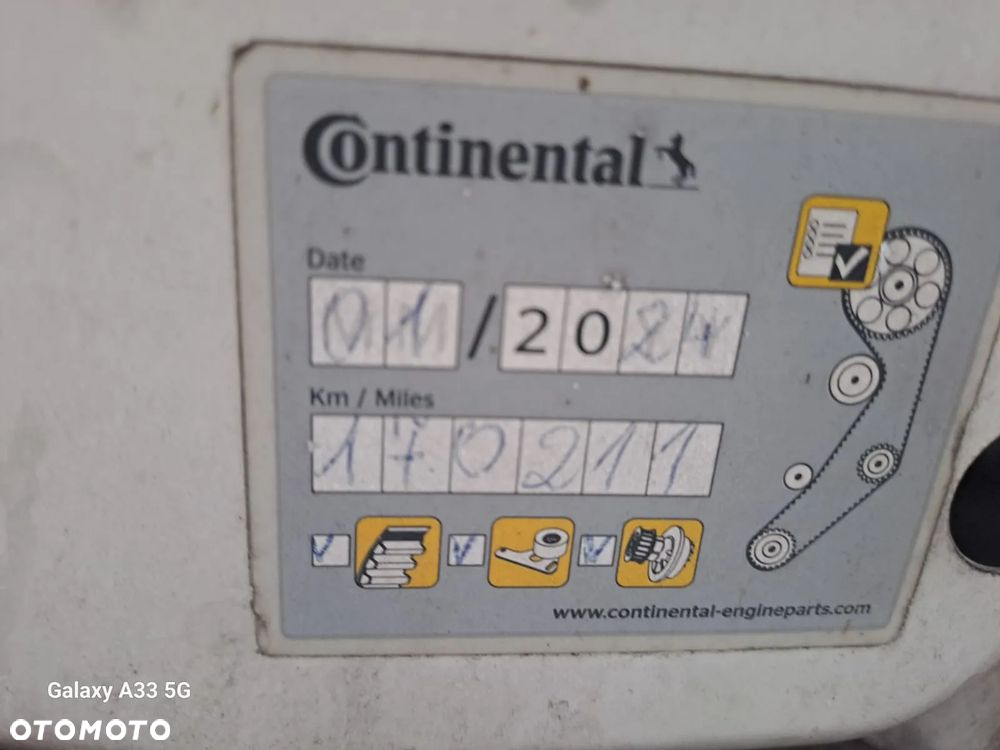 Continental
Date
01/2024
Km / Miles
170211
www.continental-engineparts.com
Galaxy A33 5G
OTOMOTO